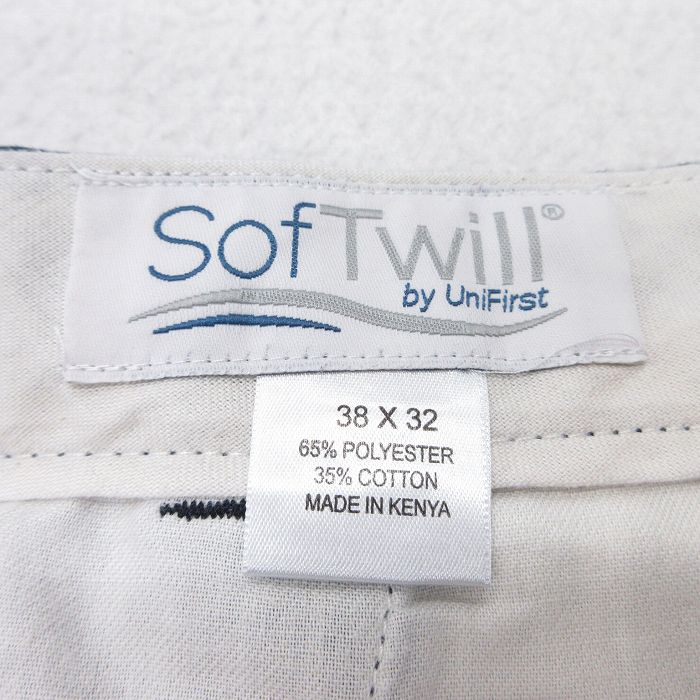 SofTwill®
by UniFirst
38 X 32
65% POLYESTER
35% COTTON
MADE IN KENYA